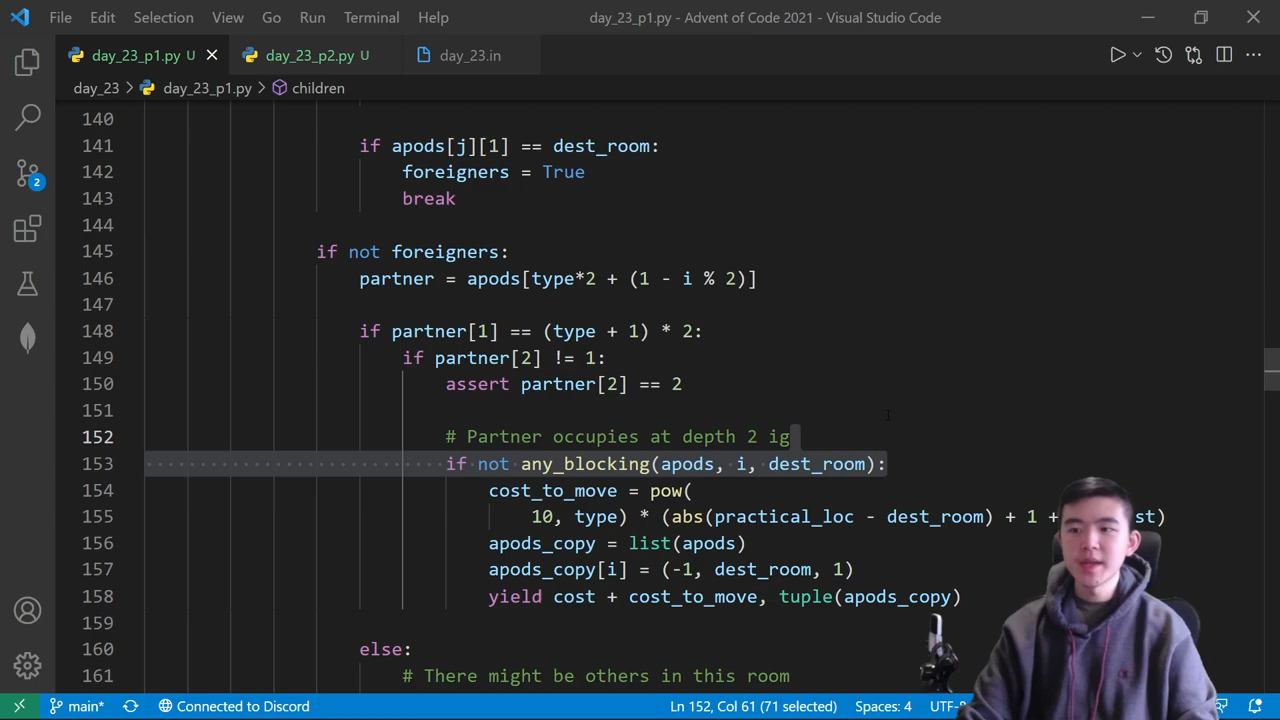 File Edit Selection View Go Run Terminal Help day_23_p1.py - Advent of Code 2021 - Visual Studio Code
day_23_p1.py U day_23_p2.py U day_23.in
day_23 > day_23_p1.py > children
140
141 if apods[j][1] == dest_room:
142 foreigners = True
143 break
144
145 if not foreigners:
146 partner = apods[type*2 + (1 - i % 2)]
147
148 if partner[1] == (type + 1) * 2:
149 if partner[2] != 1:
150 assert partner[2] == 2
151
152 # Partner occupies at depth 2 ig
153 if not any_blocking(apods, i, dest_room):
154 cost_to_move = pow(
155 10, type) * (abs(practical_loc - dest_room) + 1 + st)
156 apods_copy = list(apods)
157 apods_copy[i] = (-1, dest_room, 1)
158 yield cost + cost_to_move, tuple(apods_copy)
159
160 else:
161 # There might be others in this room
2 main* Connected to Discord Ln 152, Col 61 (71 selected) Spaces: 4 UTF-8